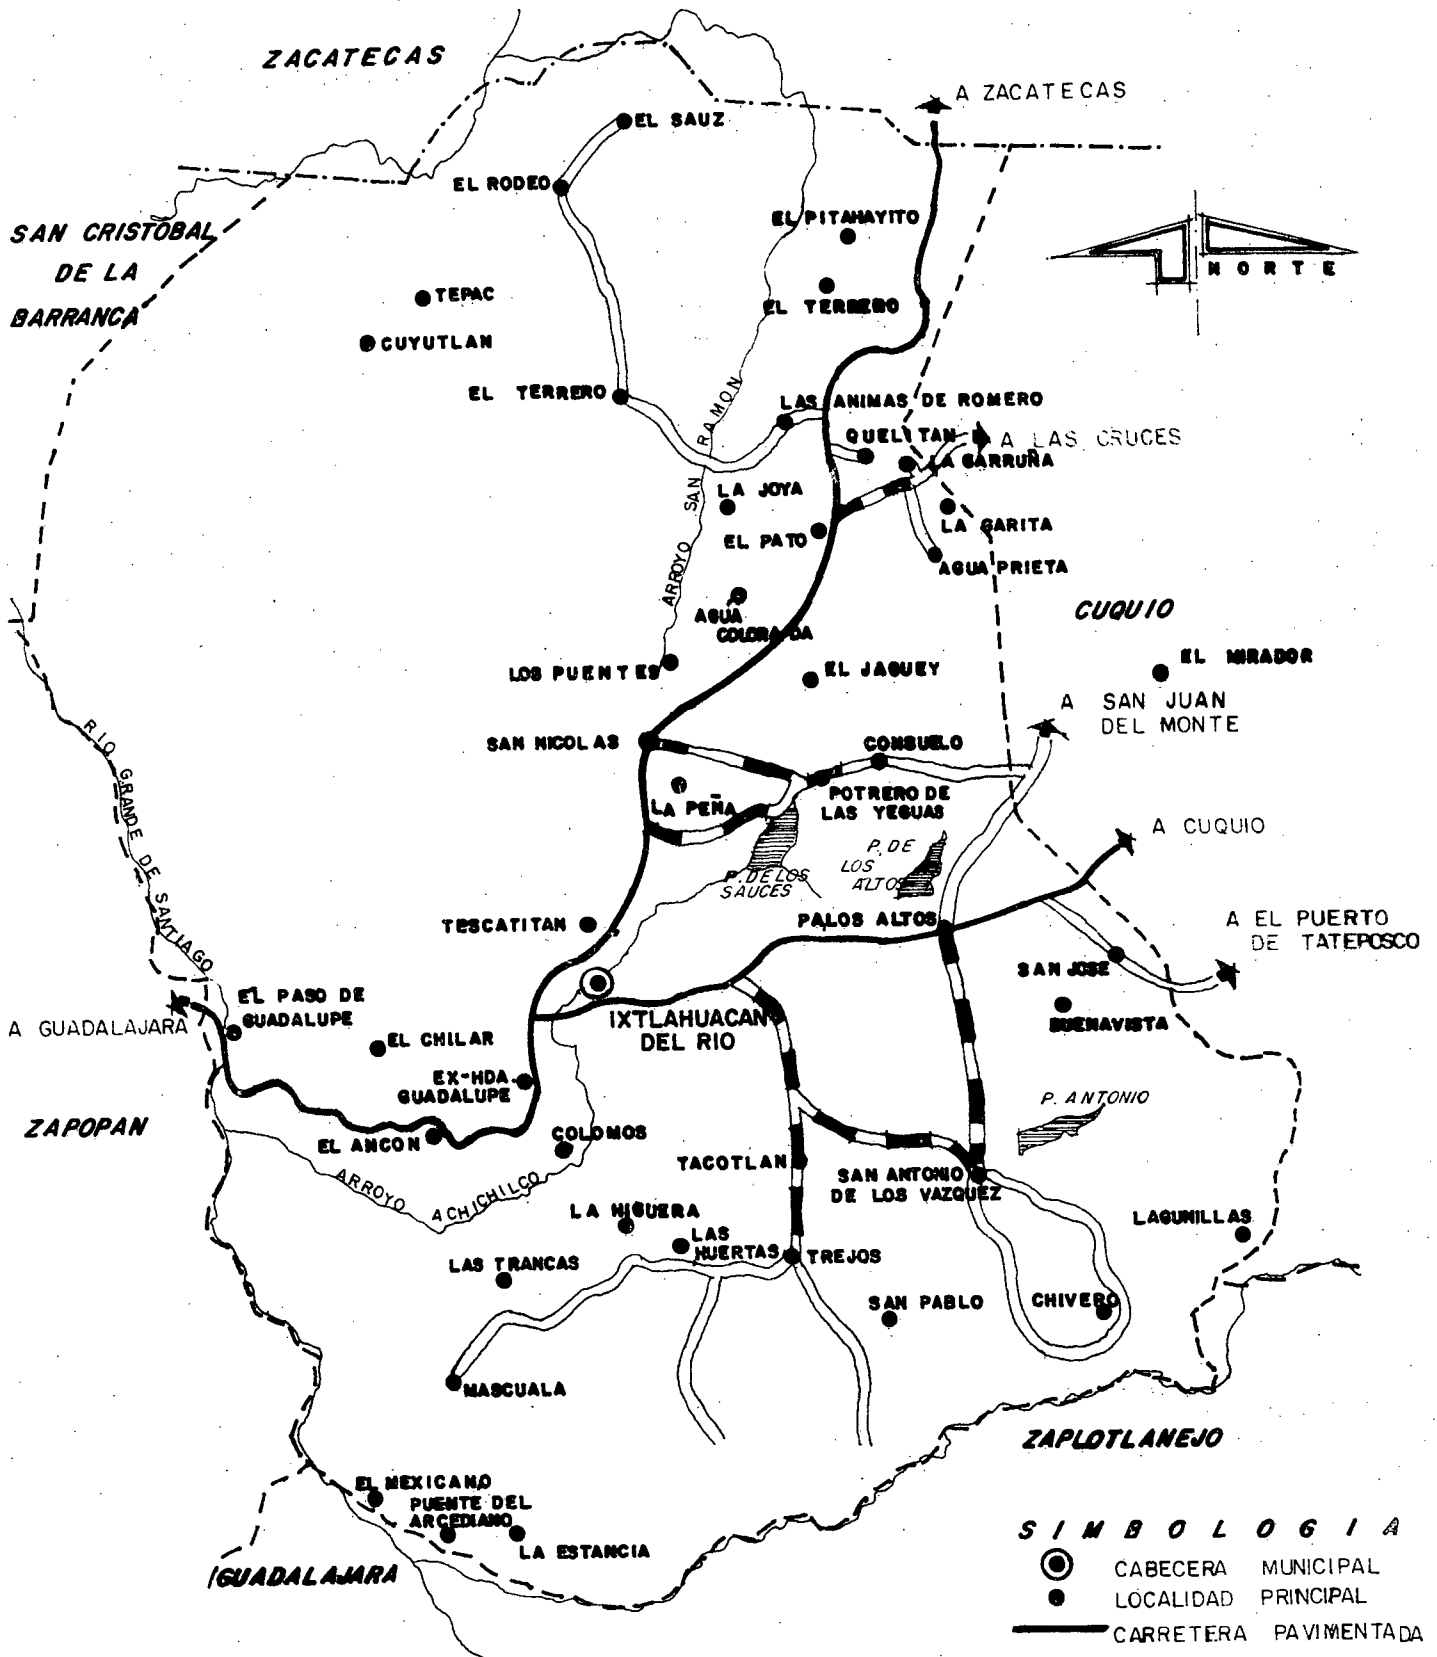 ZACATECAS
A ZACATECAS
EL SAUZ
EL RODEO
SAN CRISTOBAL
DE LA
BARRANCA
EL PITAHAYITO
NORTE
TEPAC
EL TERRERO
CUYUTLAN
EL TERRERO
LAS ANIMAS DE ROMERO
QUELITAN
A LAS CRUCES
LA GARRUÑA
ARROYO SAN RAMON
LA JOYA
LA GARITA
EL PATO
AGUA PRIETA
AGUA
COLORADA
CUQUIO
LOS PUENTES
EL JAGUEY
EL MIRADOR
A SAN JUAN
DEL MONTE
RIO GRANDE DE SANTIAGO
SAN NICOLAS
CONSUELO
LA PEÑA
POTRERO DE
LAS YEGUAS
A CUQUIO
P. DE
LOS
ALTOS
P. DE LOS
SAUCES
TESCATITAN
PALOS ALTOS
A EL PUERTO
DE TATEPOSCO
SAN JOSE
EL PASO DE
GUADALUPE
A GUADALAJARA
IXTLAHUACAN
DEL RIO
BUENAVISTA
EL CHILAR
EX-HDA.
GUADALUPE
P. ANTONIO
ZAPOPAN
EL ANCON
COLOMOS
TACOTLAN
SAN ANTONIO
DE LOS VAZQUEZ
ARROYO ACHICHILCO
LA HIGUERA
LAGUNILLAS
LAS
HUERTAS
TREJOS
LAS TRANCAS
SAN PABLO
CHIVERO
MASCUALA
ZAPLOTLANEJO
EL MEXICANO
PUENTE DEL
ARCEDIANO
LA ESTANCIA
GUADALAJARA
SIMBOLOGIA
CABECERA MUNICIPAL
LOCALIDAD PRINCIPAL
CARRETERA PAVIMENTADA